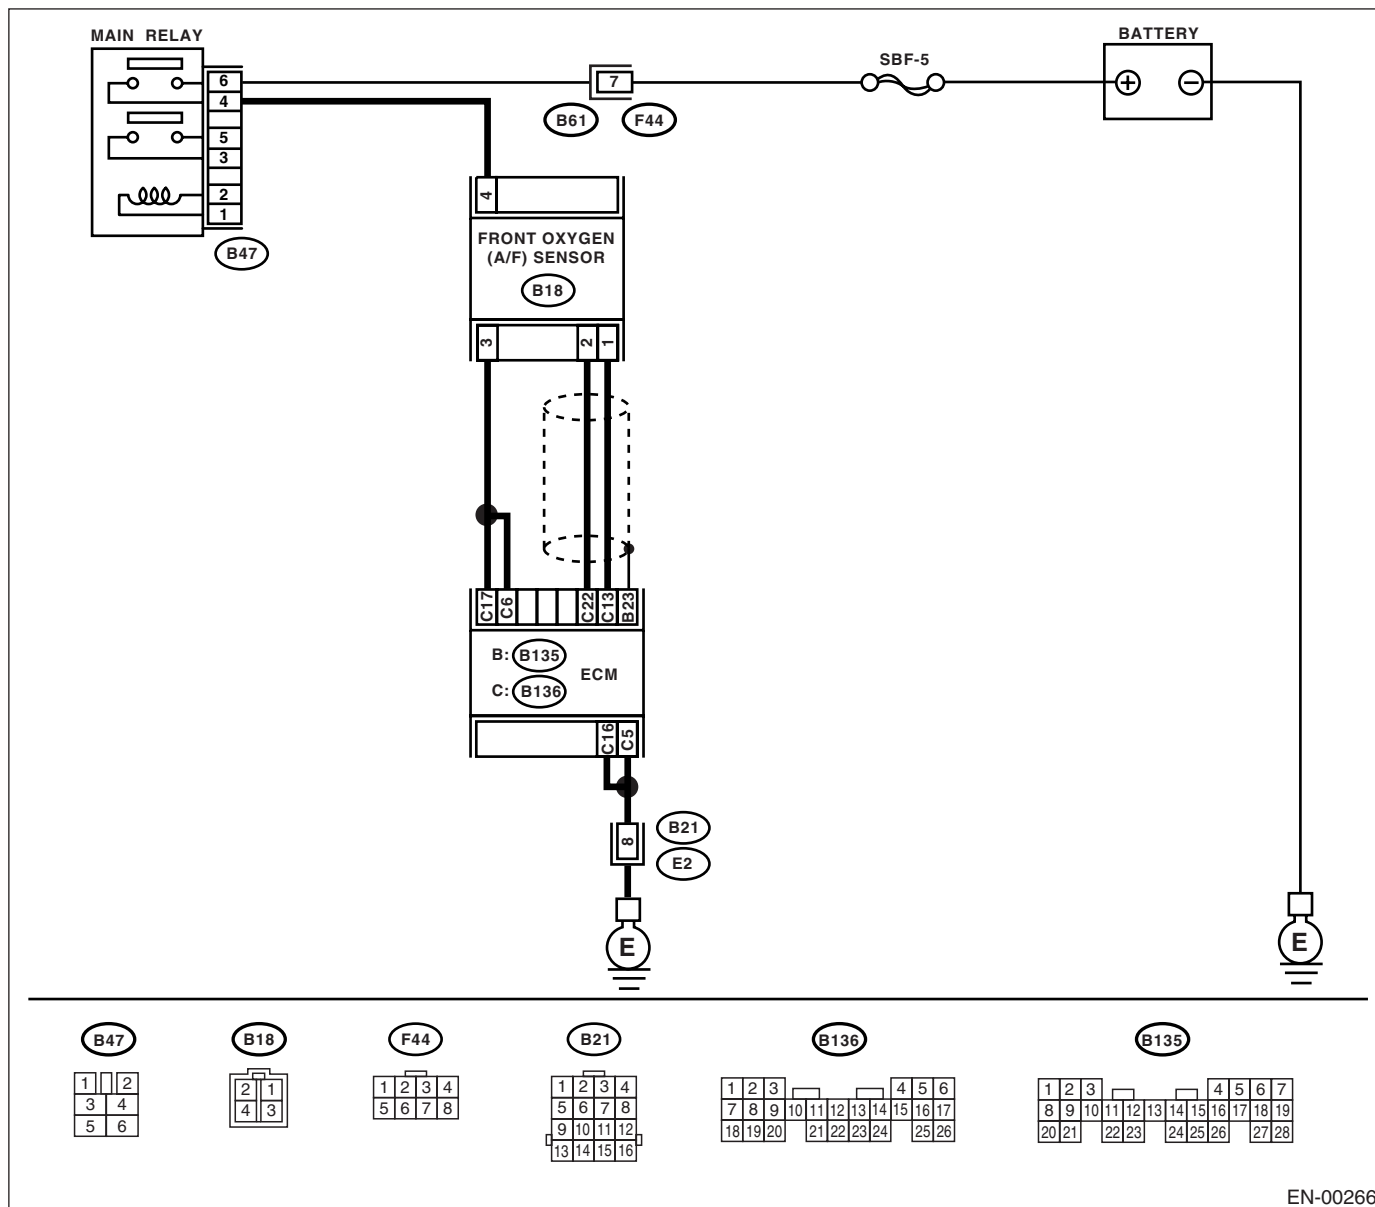 MAIN RELAY
BATTERY
SBF-5
6
7
+
−
4
B61
F44
5
3
2
1
B47
4
FRONT OXYGEN
(A/F) SENSOR
B18
3
2
1
C17
C6
C22
C13
B23
B: B135
ECM
C: B136
C16
C5
8
B21
E2
E
E
B47
B18
F44
B21
B136
B135
1 2
3 4
5 6
2 1
4 3
1 2 3 4
5 6 7 8
1 2 3 4
5 6 7 8
9 10 11 12
13 14 15 16
1 2 3 4 5 6
7 8 9 10 11 12 13 14 15 16 17
18 19 20 21 22 23 24 25 26
1 2 3 4 5 6 7
8 9 10 11 12 13 14 15 16 17 18 19
20 21 22 23 24 25 26 27 28
EN-00266